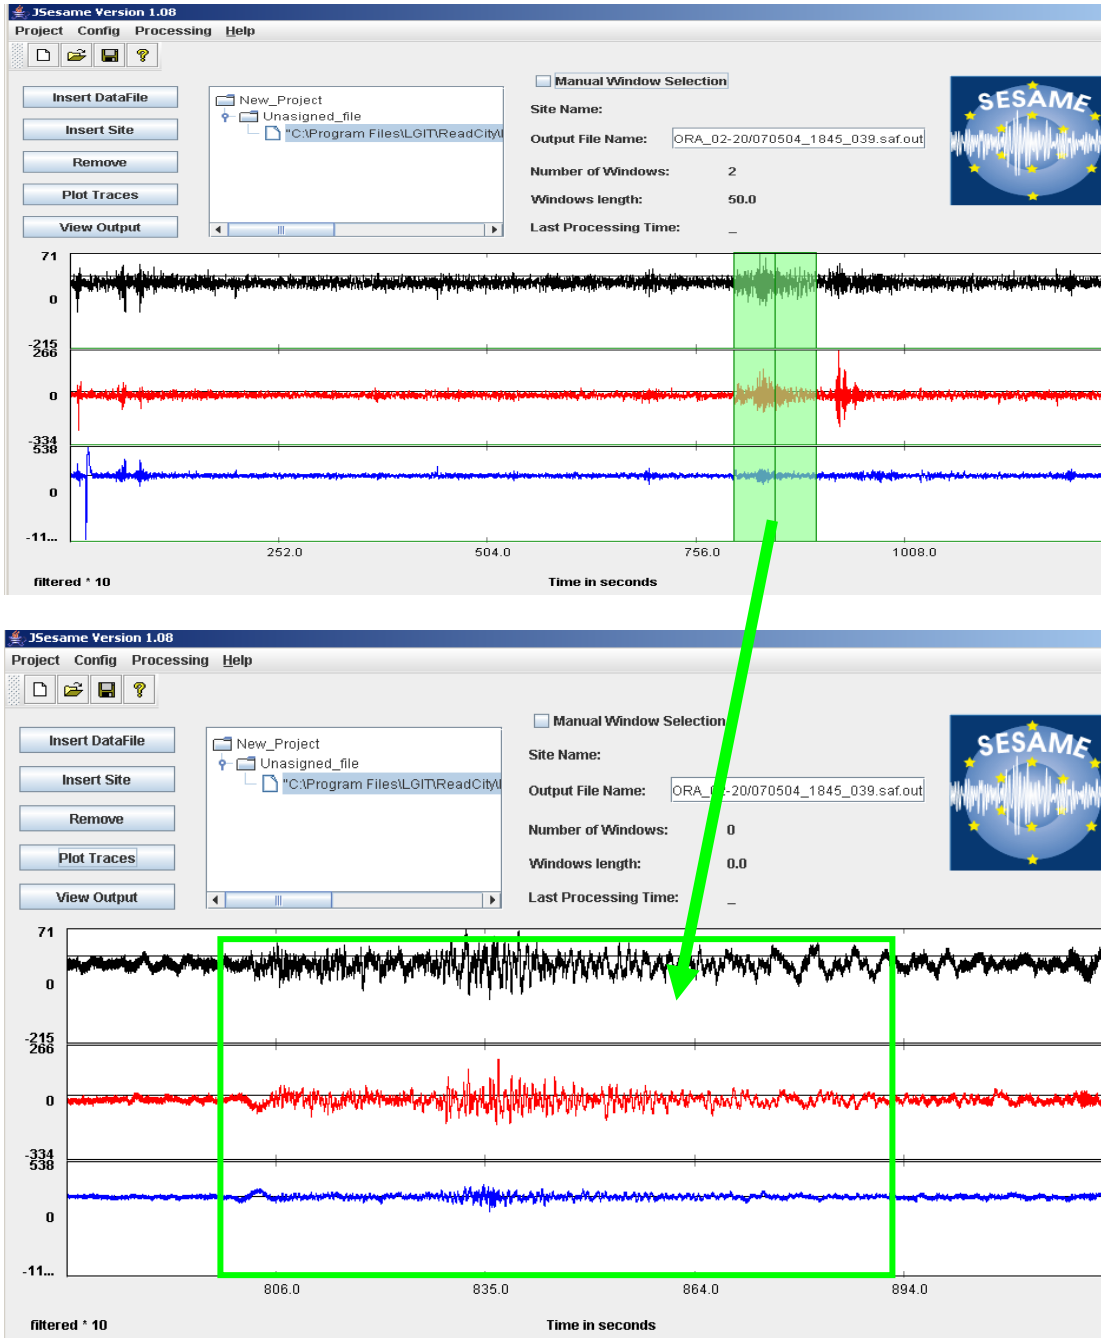 JSesame Version 1.08
Project Config Processing Help
Insert DataFile
Insert Site
Remove
Plot Traces
View Output
New_Project
Unasigned_file
"C:\Program Files\LGIT\ReadCity\
Manual Window Selection
Site Name:
Output File Name: ORA_02-20/070504_1845_039.saf.out
Number of Windows: 2
Windows length: 50.0
Last Processing Time: _
SESAME
71
0
-215
266
0
-334
538
0
-11...
252.0 504.0 756.0 1008.0
filtered * 10 Time in seconds
JSesame Version 1.08
Project Config Processing Help
Insert DataFile
Insert Site
Remove
Plot Traces
View Output
New_Project
Unasigned_file
"C:\Program Files\LGIT\ReadCity\
Manual Window Selection
Site Name:
Output File Name: ORA_02-20/070504_1845_039.saf.out
Number of Windows: 0
Windows length: 0.0
Last Processing Time: _
SESAME
71
0
-215
266
0
-334
538
0
-11...
806.0 835.0 864.0 894.0
filtered * 10 Time in seconds